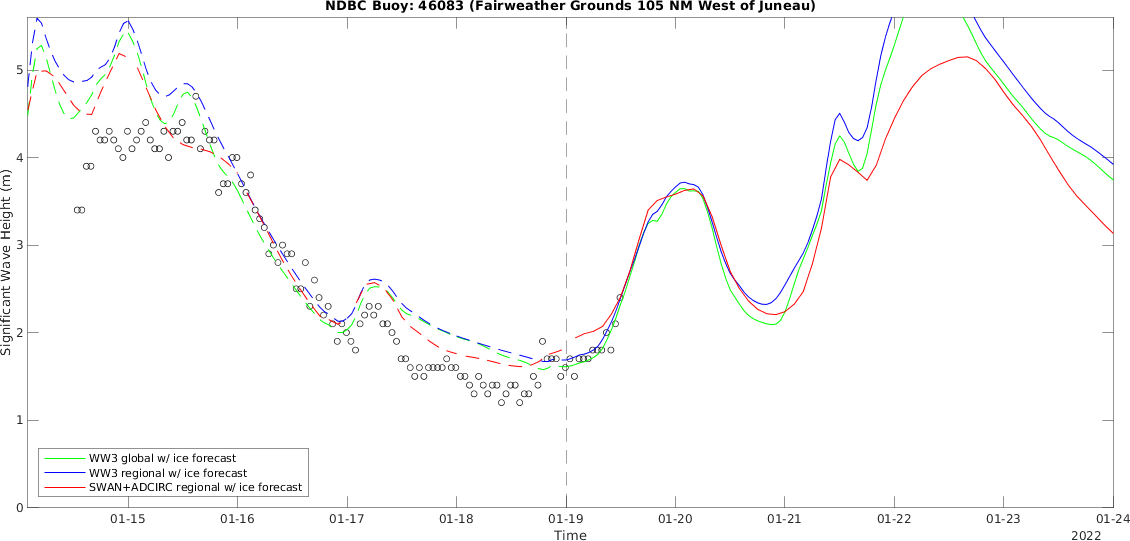 NDBC Buoy: 46083 (Fairweather Grounds 105 NM West of Juneau)
Significant Wave Height (m)
5
4
3
2
1
0
WW3 global w/ ice forecast
WW3 regional w/ ice forecast
SWAN+ADCIRC regional w/ ice forecast
01-15 01-16 01-17 01-18 01-19 01-20 01-21 01-22 01-23 01-24
Time
2022